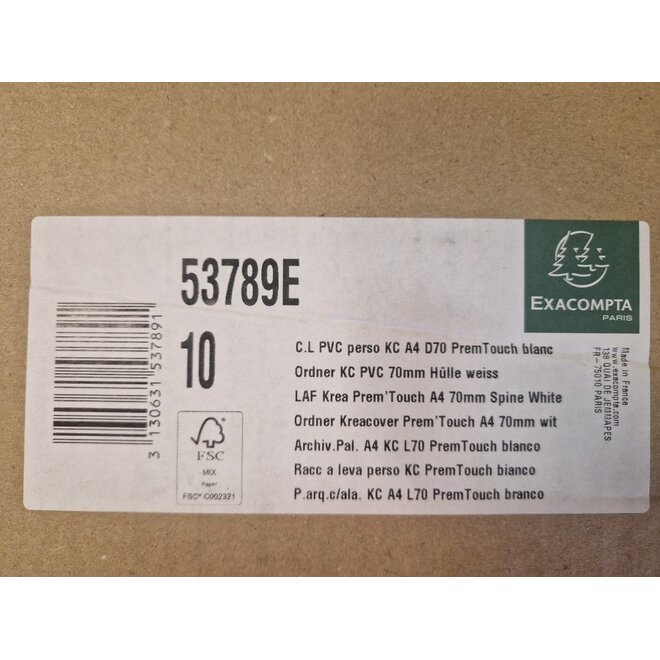 53789E
10
3 130631 537891
FSC
MIX
Paper
FSC® C002321
C.L PVC perso KC A4 D70 PremTouch blanc
Ordner KC PVC 70mm Hülle weiss
LAF Krea Prem'Touch A4 70mm Spine White
Ordner Kreacover Prem'Touch A4 70mm wit
Archiv.Pal. A4 KC L70 PremTouch blanco
Racc a leva perso KC PremTouch bianco
P.arq.c/ala. KC A4 L70 PremTouch branco
EXACOMPTA
PARIS
Made in France
www.exacompta.com
138 QUAI DE JEMMAPES
FR-75010 PARIS